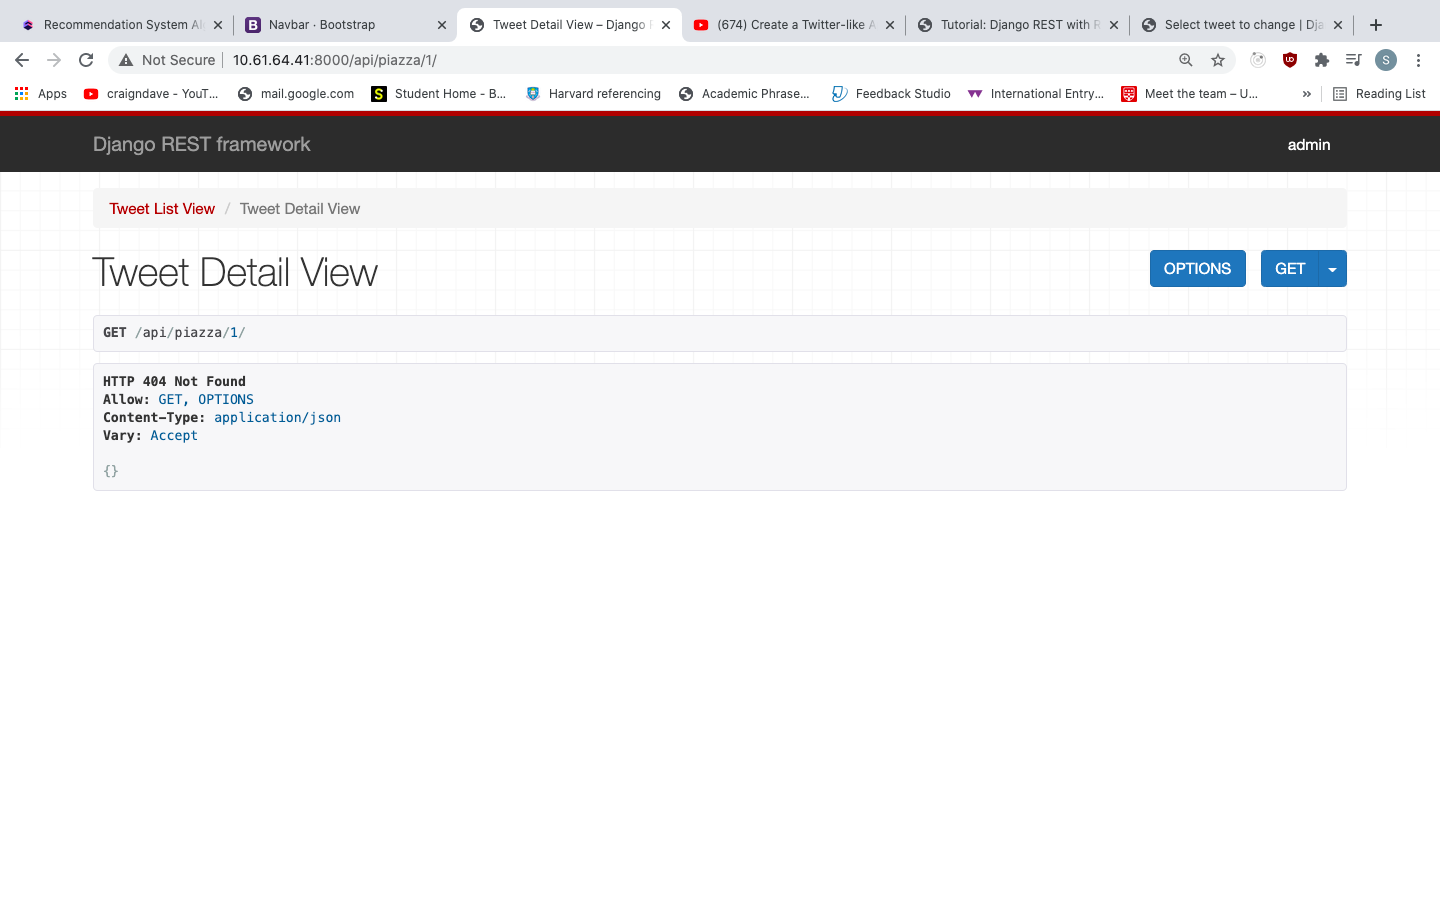 Recommendation System Al
Navbar · Bootstrap
Tweet Detail View – Django
(674) Create a Twitter-like A
Tutorial: Django REST with R
Select tweet to change | Dja
Not Secure
10.61.64.41:8000/api/piazza/1/
S
Apps
craigndave - YouT...
mail.google.com
Student Home - B...
Harvard referencing
Academic Phrase...
Feedback Studio
International Entry...
Meet the team – U...
»
Reading List
Django REST framework
admin
Tweet List View / Tweet Detail View
Tweet Detail View
OPTIONS
GET
GET /api/piazza/1/
HTTP 404 Not Found
Allow: GET, OPTIONS
Content-Type: application/json
Vary: Accept
{}